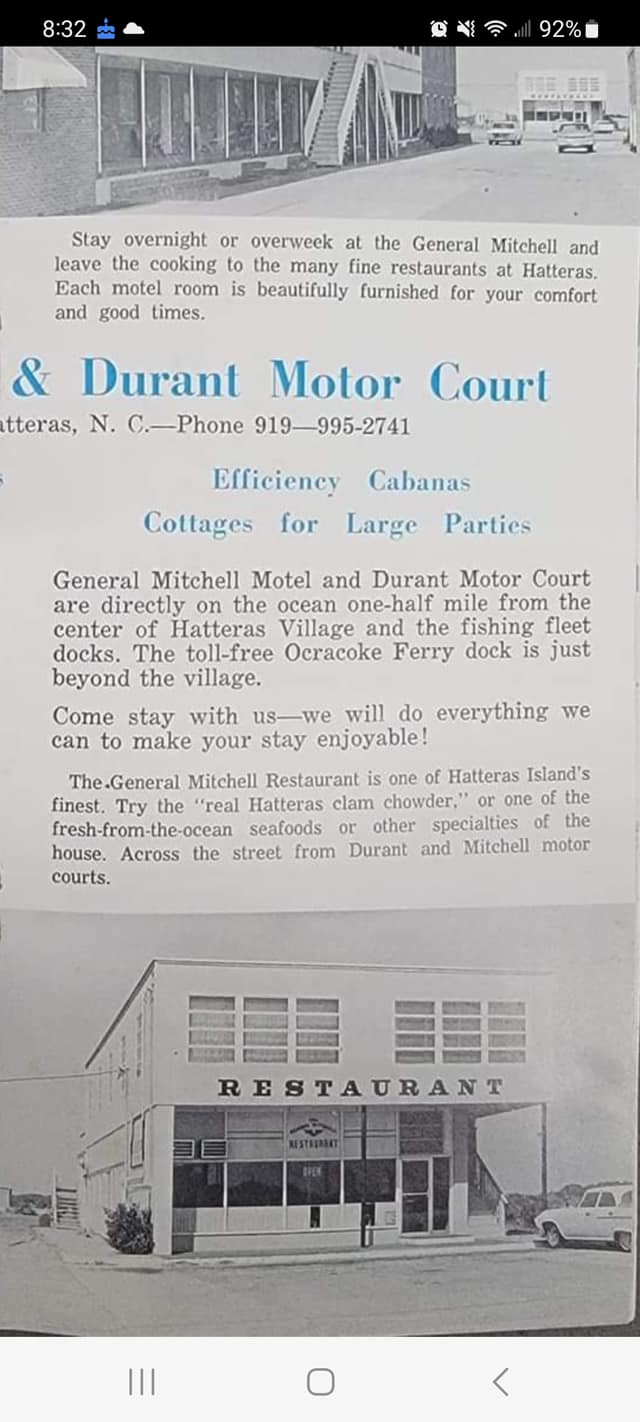 8:32
92%
Stay overnight or overweek at the General Mitchell and
leave the cooking to the many fine restaurants at Hatteras.
Each motel room is beautifully furnished for your comfort
and good times.
& Durant Motor Court
tteras, N. C.—Phone 919—995-2741
Efficiency Cabanas
Cottages for Large Parties
General Mitchell Motel and Durant Motor Court
are directly on the ocean one-half mile from the
center of Hatteras Village and the fishing fleet
docks. The toll-free Ocracoke Ferry dock is just
beyond the village.
Come stay with us—we will do everything we
can to make your stay enjoyable!
The General Mitchell Restaurant is one of Hatteras Island's
finest. Try the "real Hatteras clam chowder," or one of the
fresh-from-the-ocean seafoods or other specialties of the
house. Across the street from Durant and Mitchell motor
courts.
RESTAURANT
RESTAURANT
OPEN